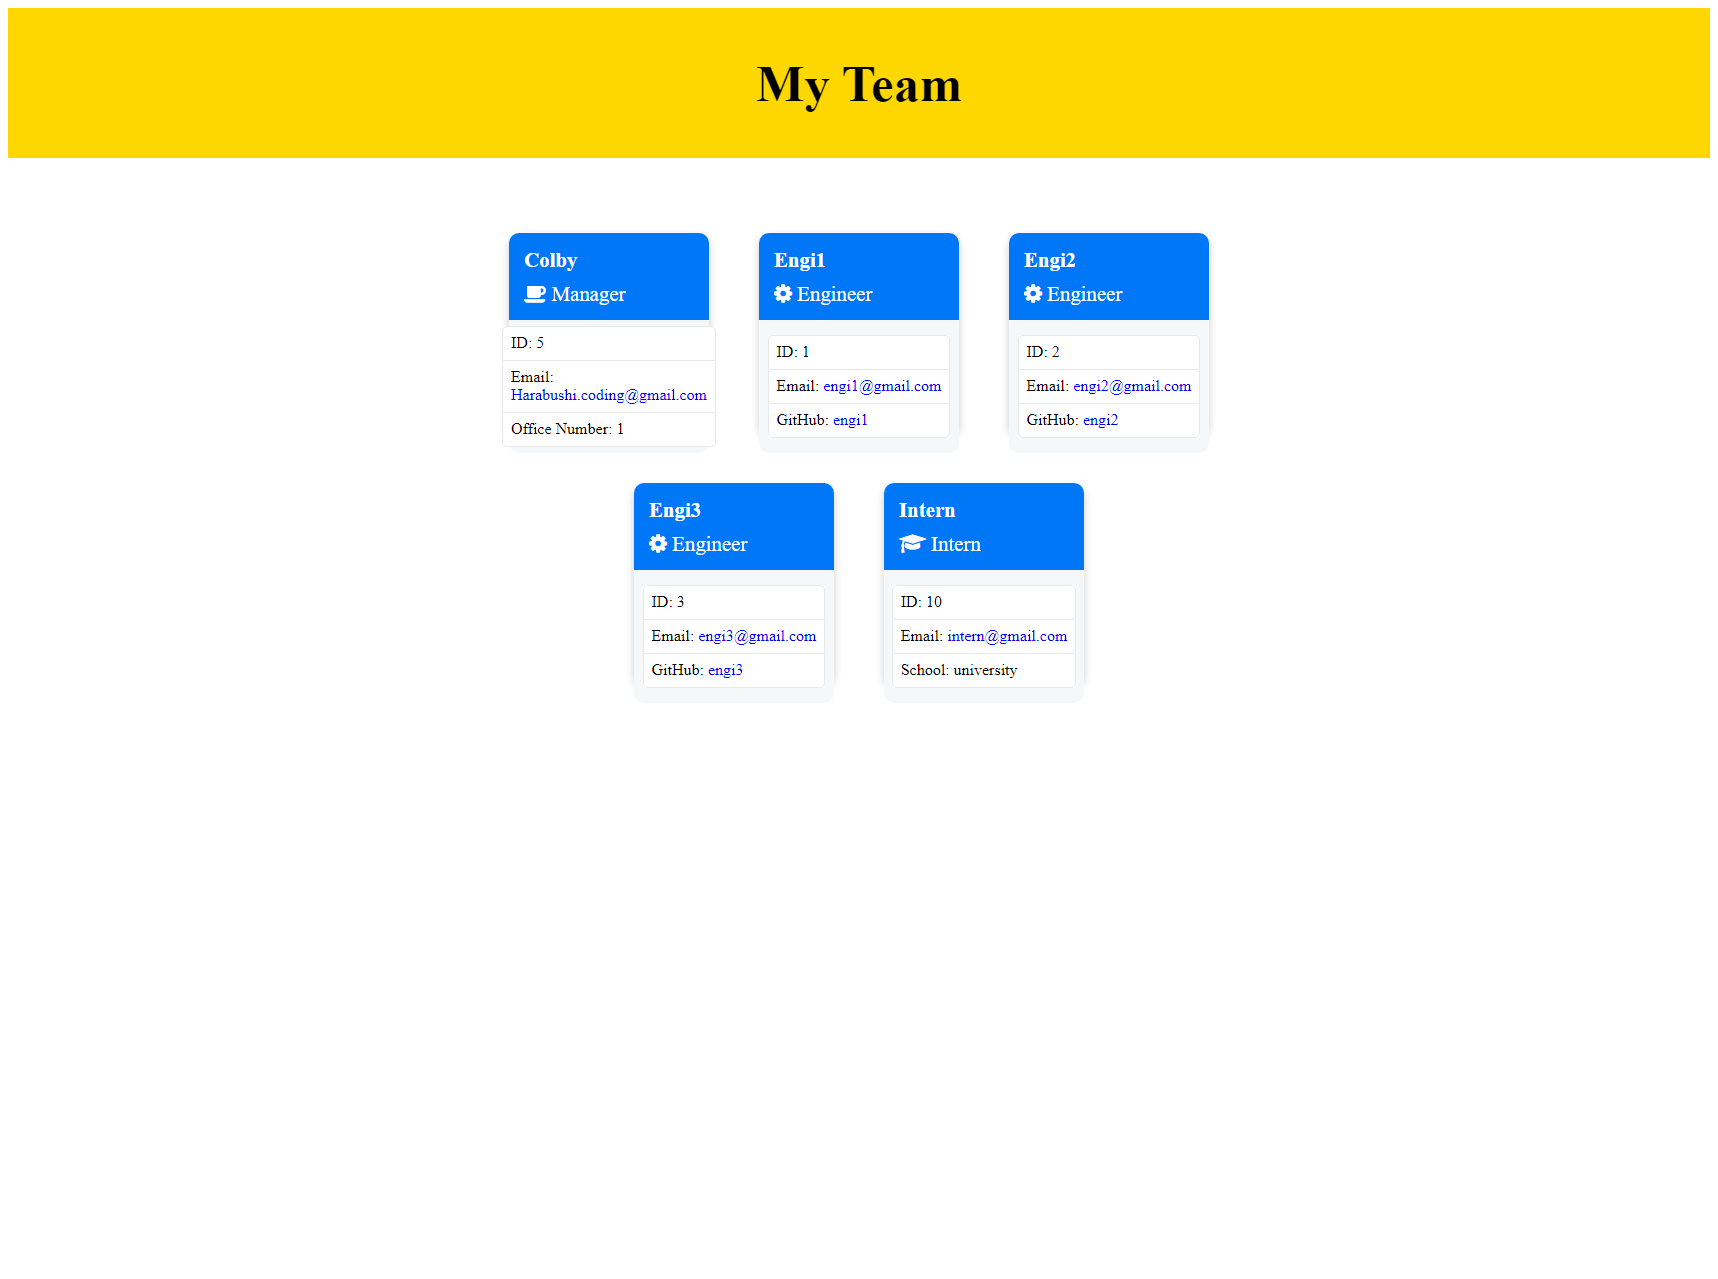 My Team
Colby
Manager
ID: 5
Email:
Harabushi.coding@gmail.com
Office Number: 1
Engi1
Engineer
ID: 1
Email: engi1@gmail.com
GitHub: engi1
Engi2
Engineer
ID: 2
Email: engi2@gmail.com
GitHub: engi2
Engi3
Engineer
ID: 3
Email: engi3@gmail.com
GitHub: engi3
Intern
Intern
ID: 10
Email: intern@gmail.com
School: university